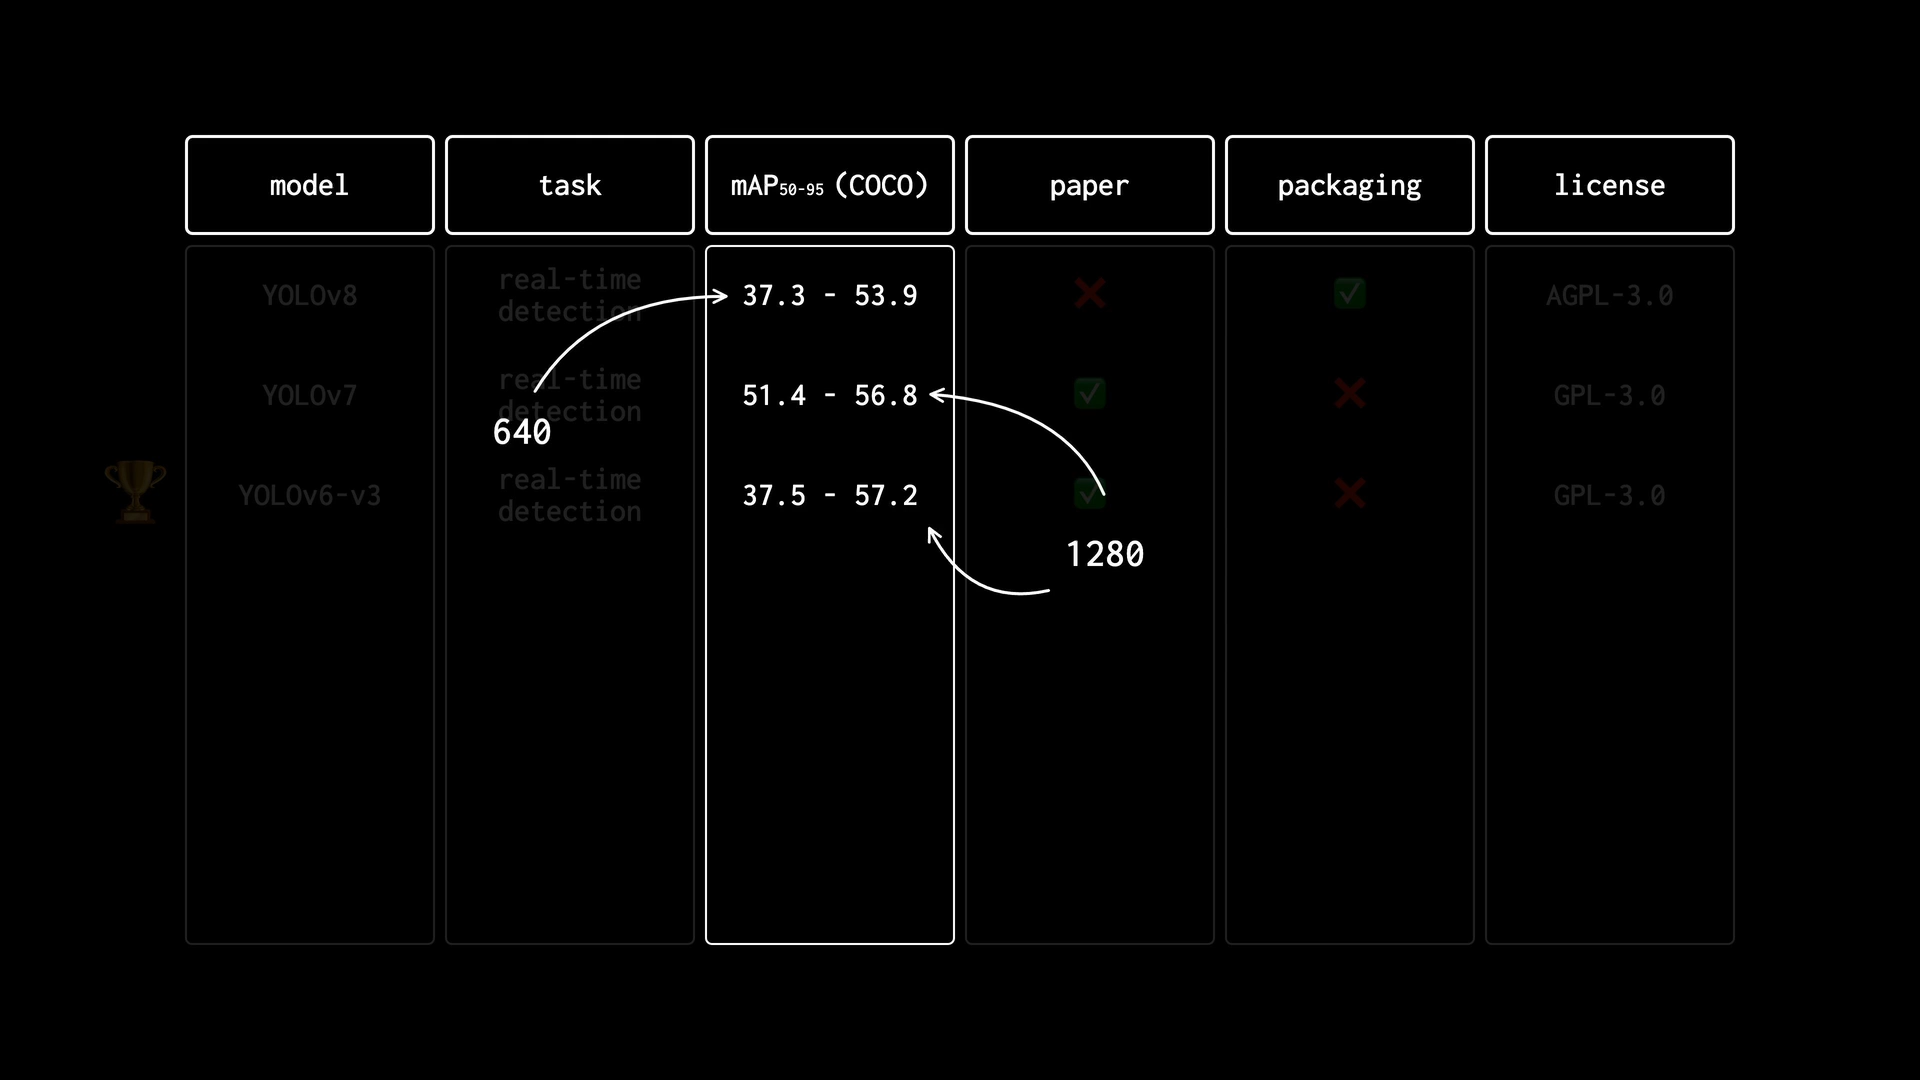 model task mAP50-95 (COCO) paper packaging license
YOLOv8 real-time detection 37.3 - 53.9 AGPL-3.0
YOLOv7 real-time detection 51.4 - 56.8 GPL-3.0
640
YOLOv6-v3 real-time detection 37.5 - 57.2 GPL-3.0
1280